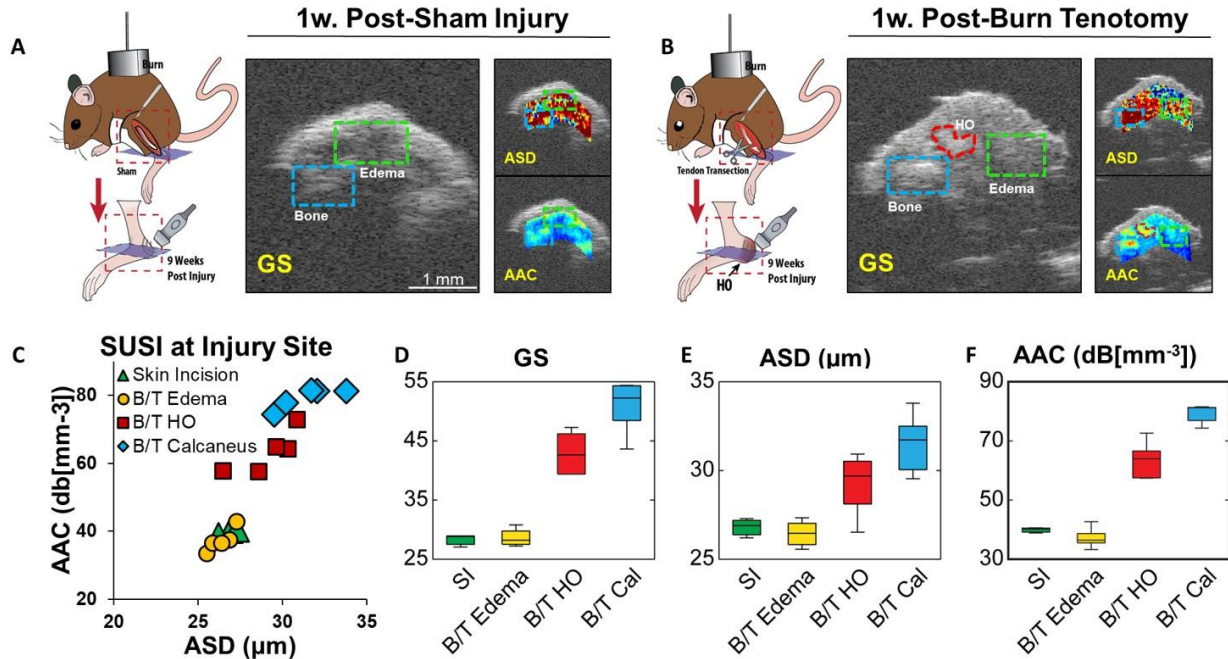 1w. Post-Sham Injury
A
Burn
Sham
9 Weeks
Post Injury
Edema
Bone
GS
1 mm
ASD
AAC
1w. Post-Burn Tenotomy
B
Burn
Tendon Transection
HO
9 Weeks
Post Injury
HO
Edema
Bone
GS
ASD
AAC
C
SUSI at Injury Site
Skin Incision
B/T Edema
B/T HO
B/T Calcaneus
AAC (db[mm-3])
80
60
40
20
20
25
30
35
ASD (µm)
D
GS
55
45
35
25
SI
B/T Edema
B/T HO
B/T Cal
E
ASD (µm)
35
31
29
25
SI
B/T Edema
B/T HO
B/T Cal
F
AAC (dB[mm⁻³])
90
70
50
30
SI
B/T Edema
B/T HO
B/T Cal